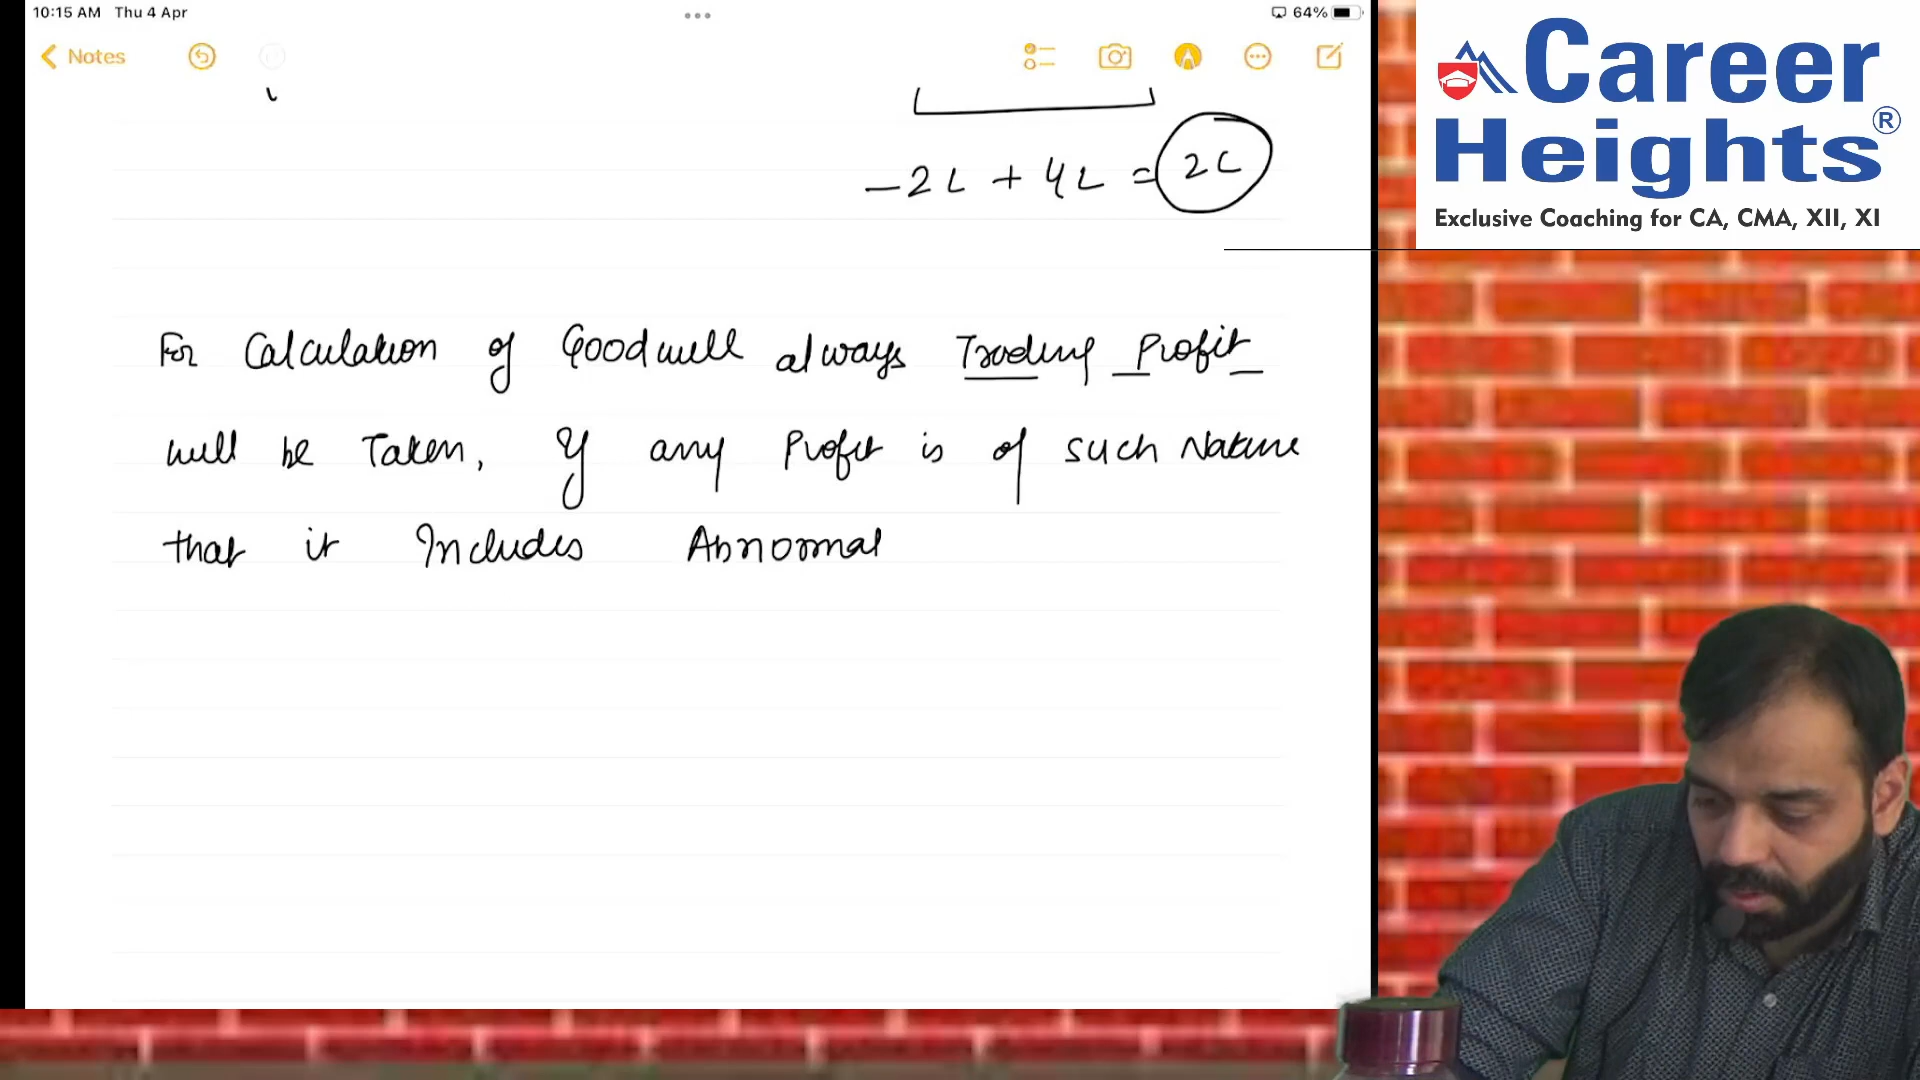 10:15 AM Thu 4 Apr
64%
Notes
-2L + 4L = 2L
For Calculation of Goodwill always Trading Profit
will be Taken, If any Profit is of such Nature
that it Includes Abnormal
Career
Heights®
Exclusive Coaching for CA, CMA, XII, XI